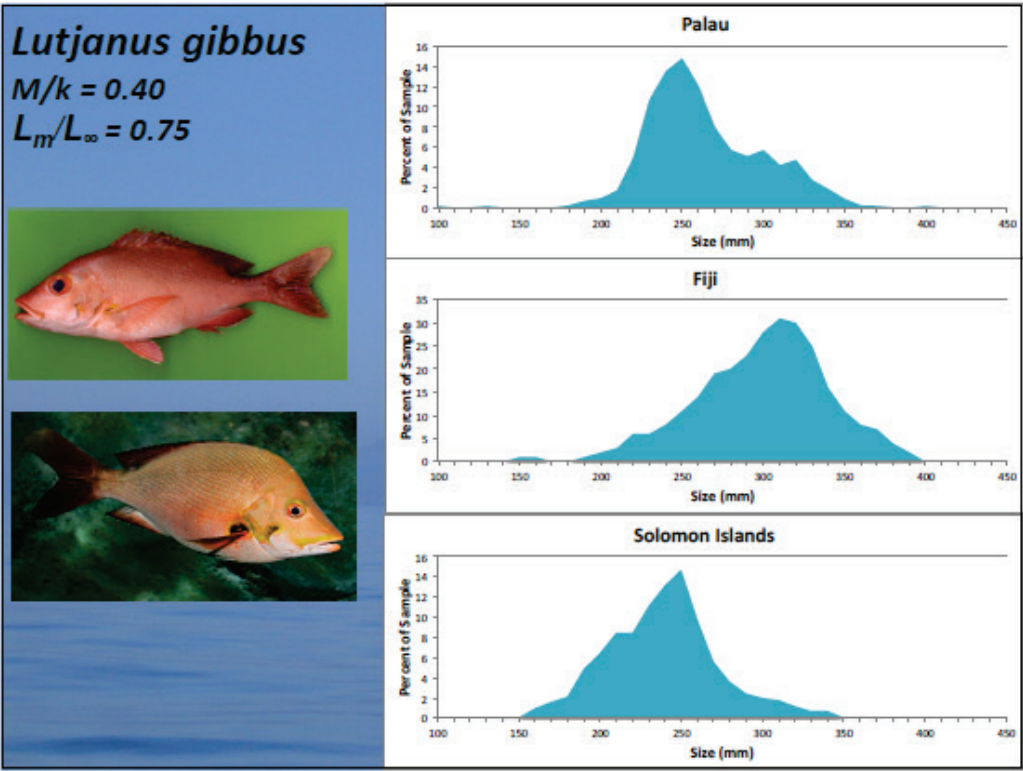 Lutjanus gibbus
M/k = 0.40
Lm/L∞ = 0.75
Palau
Percent of Sample
16
14
12
10
8
6
4
2
0
100 150 200 250 300 350 400 450
Size (mm)
Fiji
Percent of Sample
35
30
25
20
15
10
5
0
100 150 200 250 300 350 400 450
Size (mm)
Solomon Islands
Percent of Sample
16
14
12
10
8
6
4
2
0
100 150 200 250 300 350 400 450
Size (mm)